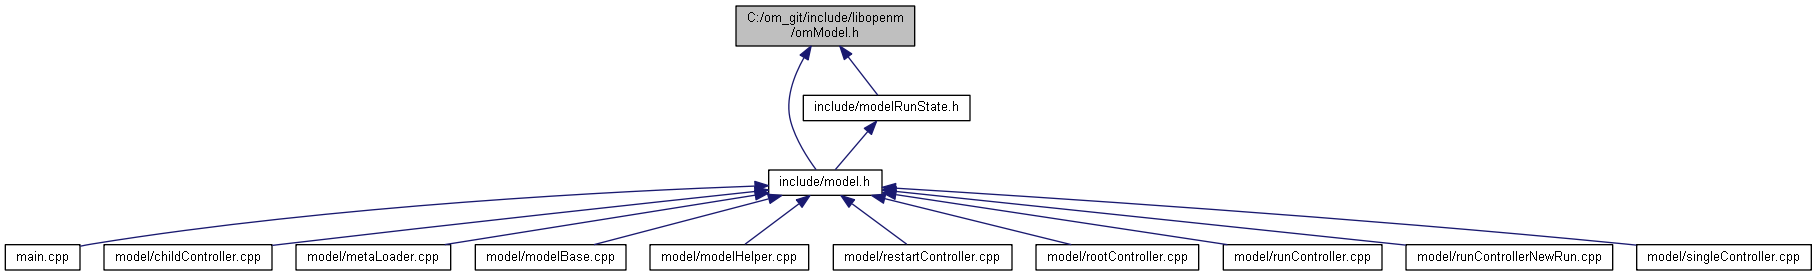 C:/om_git/include/libopenm
/omModel.h
include/modelRunState.h
include/model.h
main.cpp
model/childController.cpp
model/metaLoader.cpp
model/modelBase.cpp
model/modelHelper.cpp
model/restartController.cpp
model/rootController.cpp
model/runController.cpp
model/runControllerNewRun.cpp
model/singleController.cpp